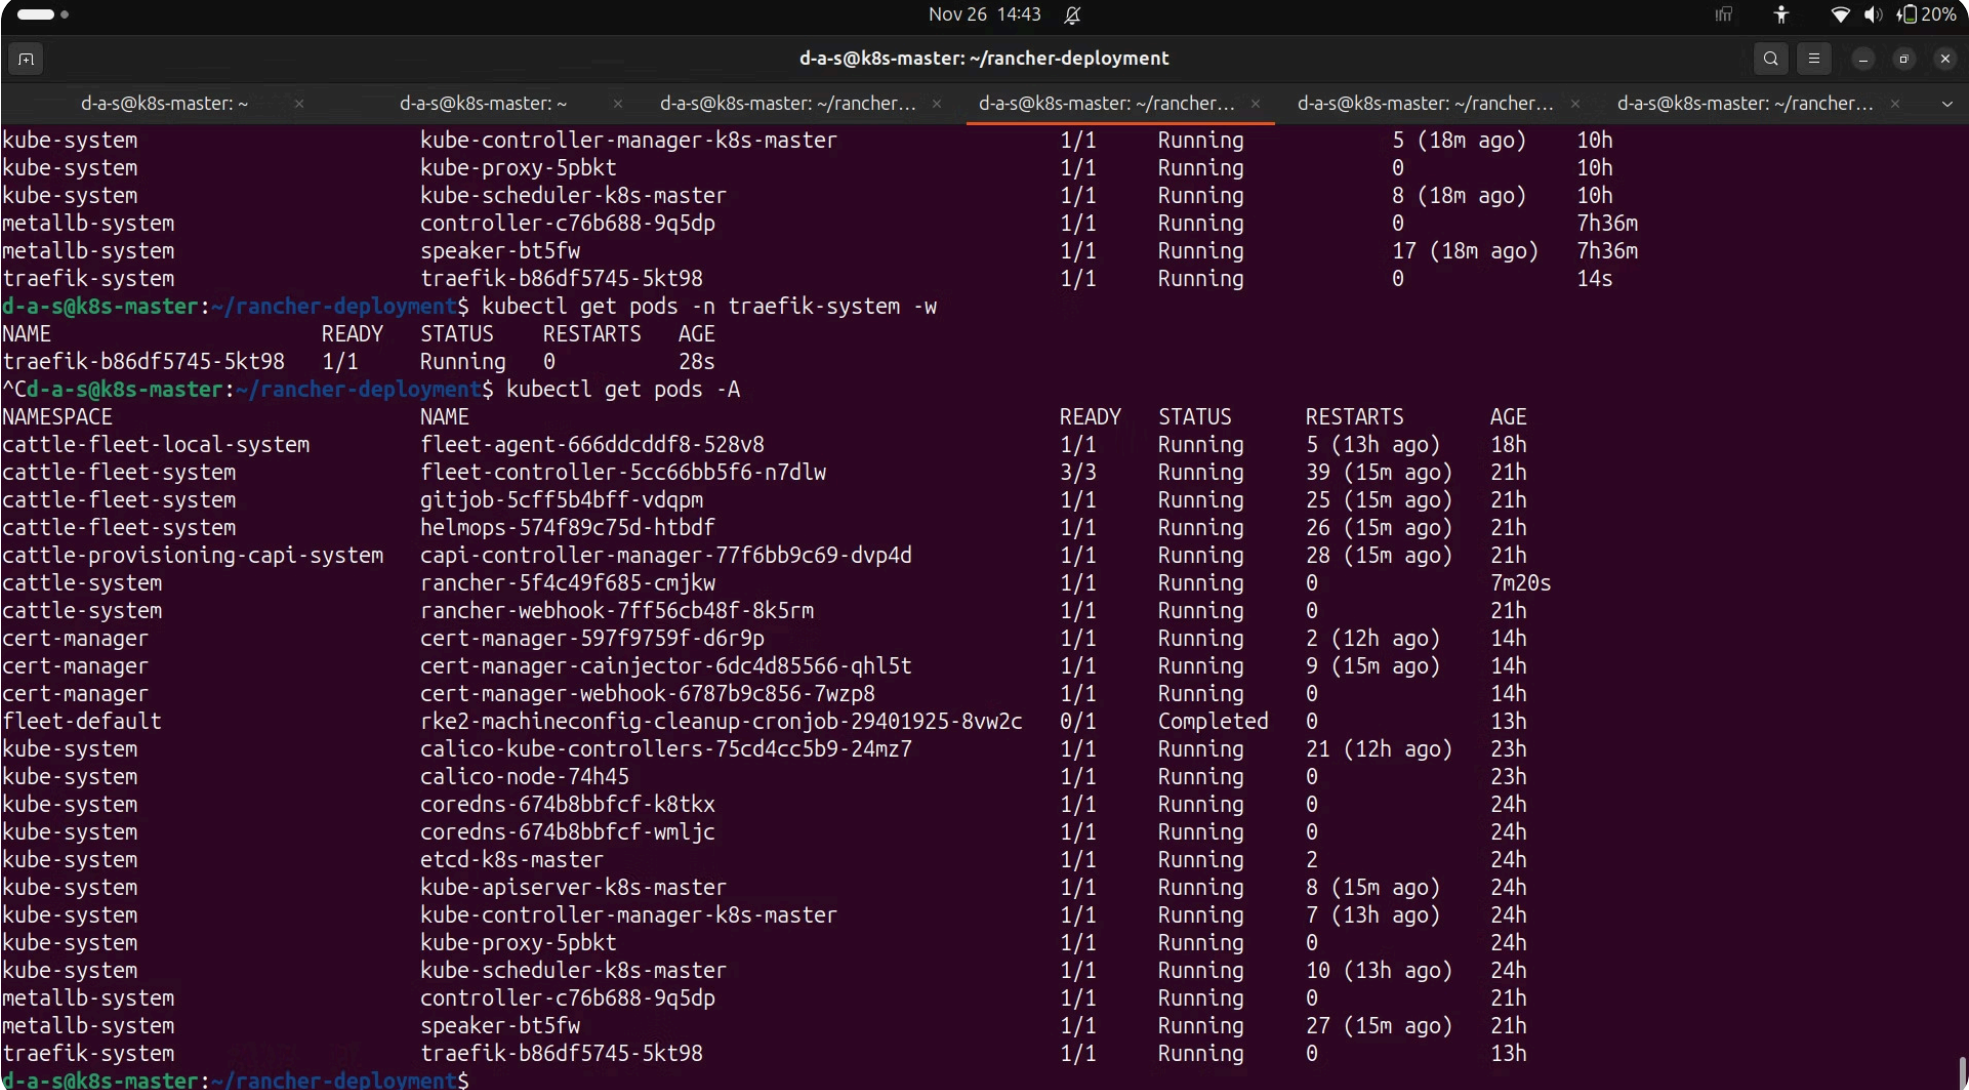 Nov 26 14:43
20%
d-a-s@k8s-master: ~/rancher-deployment
d-a-s@k8s-master: ~ × d-a-s@k8s-master: ~ × d-a-s@k8s-master: ~/rancher... × d-a-s@k8s-master: ~/rancher... × d-a-s@k8s-master: ~/rancher... × d-a-s@k8s-master: ~/rancher... ×
kube-system kube-controller-manager-k8s-master 1/1 Running 5 (18m ago) 10h
kube-system kube-proxy-5pbkt 1/1 Running 0 10h
kube-system kube-scheduler-k8s-master 1/1 Running 8 (18m ago) 10h
metallb-system controller-c76b688-9q5dp 1/1 Running 0 7h36m
metallb-system speaker-bt5fw 1/1 Running 17 (18m ago) 7h36m
traefik-system traefik-b86df5745-5kt98 1/1 Running 0 14s
d-a-s@k8s-master:~/rancher-deployment$ kubectl get pods -n traefik-system -w
NAME READY STATUS RESTARTS AGE
traefik-b86df5745-5kt98 1/1 Running 0 28s
^Cd-a-s@k8s-master:~/rancher-deployment$ kubectl get pods -A
NAMESPACE NAME READY STATUS RESTARTS AGE
cattle-fleet-local-system fleet-agent-666ddcddf8-528v8 1/1 Running 5 (13h ago) 18h
cattle-fleet-system fleet-controller-5cc66bb5f6-n7dlw 3/3 Running 39 (15m ago) 21h
cattle-fleet-system gitjob-5cff5b4bff-vdqpm 1/1 Running 25 (15m ago) 21h
cattle-fleet-system helmops-574f89c75d-htbdf 1/1 Running 26 (15m ago) 21h
cattle-provisioning-capi-system capi-controller-manager-77f6bb9c69-dvp4d 1/1 Running 28 (15m ago) 21h
cattle-system rancher-5f4c49f685-cmjkw 1/1 Running 0 7m20s
cattle-system rancher-webhook-7ff56cb48f-8k5rm 1/1 Running 0 21h
cert-manager cert-manager-597f9759f-d6r9p 1/1 Running 2 (12h ago) 14h
cert-manager cert-manager-cainjector-6dc4d85566-qhl5t 1/1 Running 9 (15m ago) 14h
cert-manager cert-manager-webhook-6787b9c856-7wzp8 1/1 Running 0 14h
fleet-default rke2-machineconfig-cleanup-cronjob-29401925-8vw2c 0/1 Completed 0 13h
kube-system calico-kube-controllers-75cd4cc5b9-24mz7 1/1 Running 21 (12h ago) 23h
kube-system calico-node-74h45 1/1 Running 0 23h
kube-system coredns-674b8bbfcf-k8tkx 1/1 Running 0 24h
kube-system coredns-674b8bbfcf-wmljc 1/1 Running 0 24h
kube-system etcd-k8s-master 1/1 Running 2 24h
kube-system kube-apiserver-k8s-master 1/1 Running 8 (15m ago) 24h
kube-system kube-controller-manager-k8s-master 1/1 Running 7 (13h ago) 24h
kube-system kube-proxy-5pbkt 1/1 Running 0 24h
kube-system kube-scheduler-k8s-master 1/1 Running 10 (13h ago) 24h
metallb-system controller-c76b688-9q5dp 1/1 Running 0 21h
metallb-system speaker-bt5fw 1/1 Running 27 (15m ago) 21h
traefik-system traefik-b86df5745-5kt98 1/1 Running 0 13h
d-a-s@k8s-master:~/rancher-deployment$